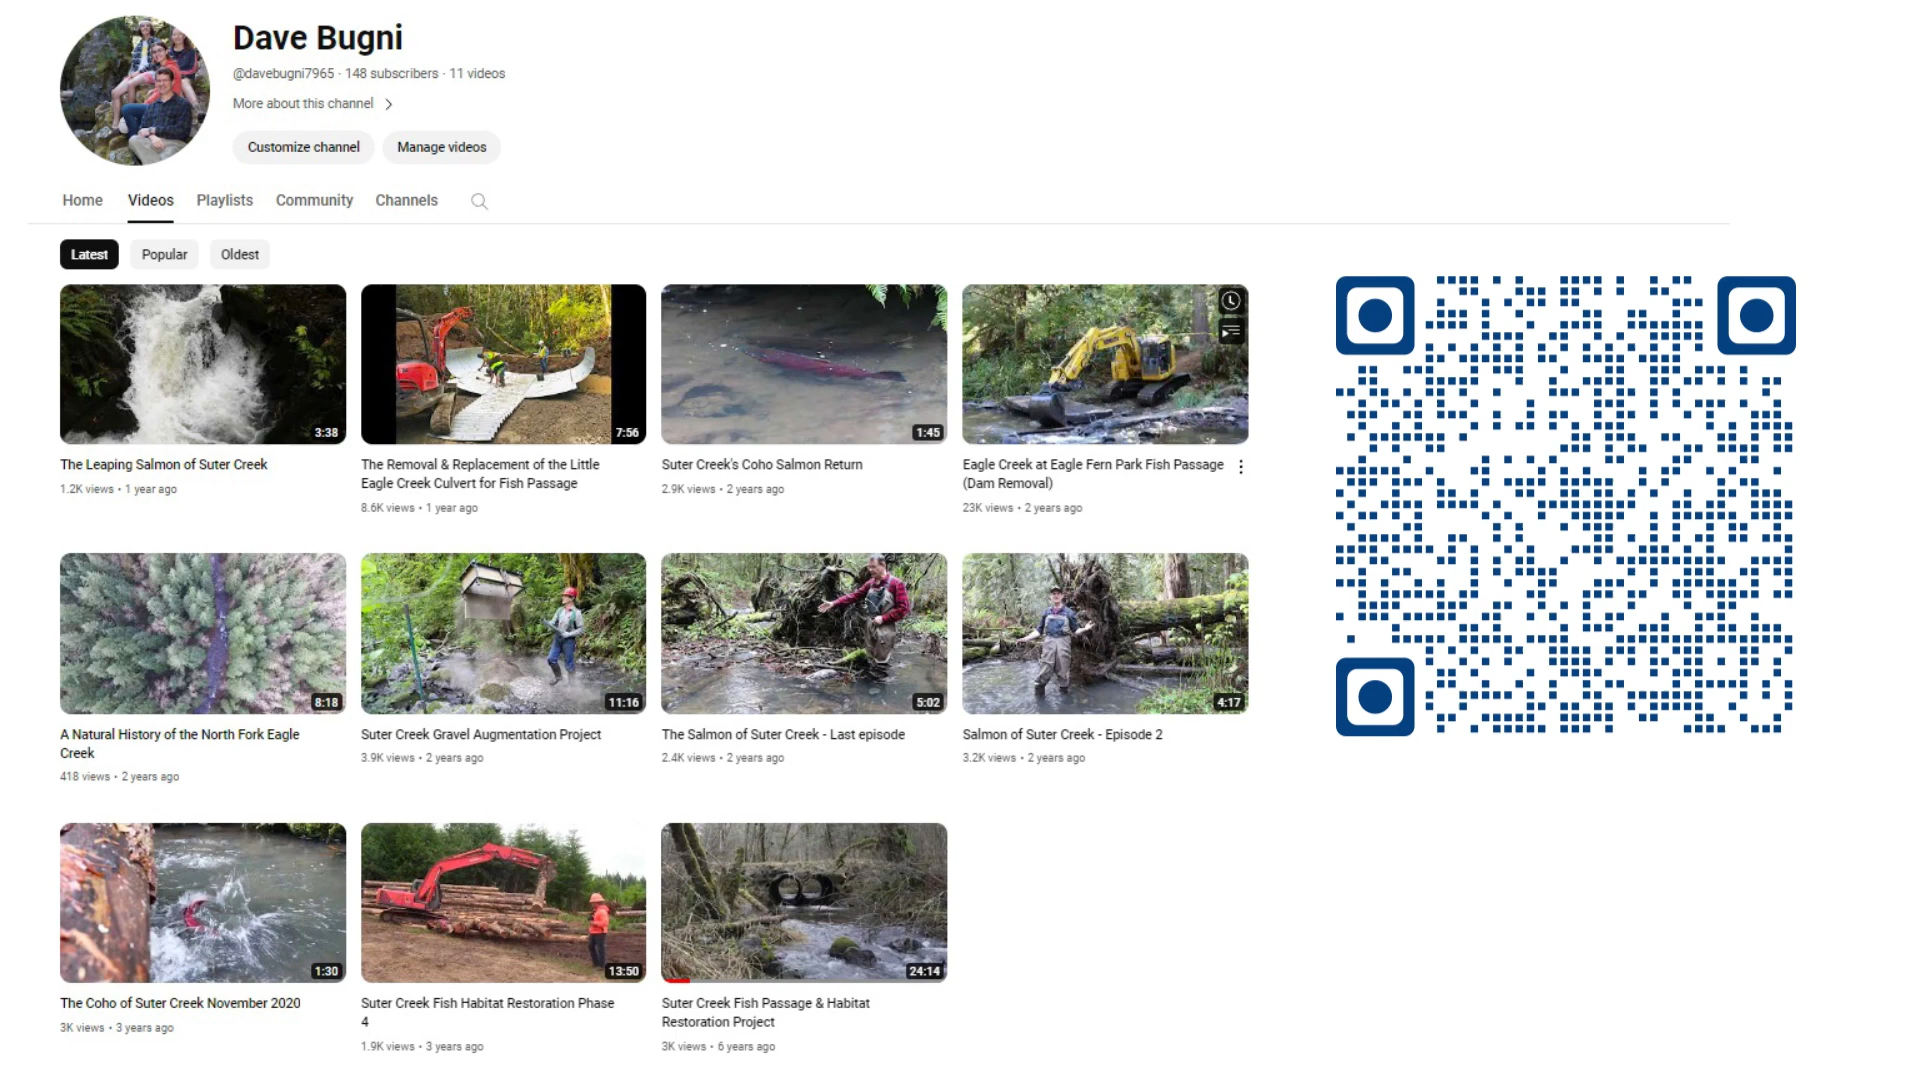 Dave Bugni
@davebugni7965 · 148 subscribers · 11 videos
More about this channel
Customize channel
Manage videos
Home
Videos
Playlists
Community
Channels
Latest
Popular
Oldest
3:38
7:56
1:45
The Leaping Salmon of Suter Creek
1.2K views • 1 year ago
The Removal & Replacement of the Little
Eagle Creek Culvert for Fish Passage
8.6K views • 1 year ago
Suter Creek's Coho Salmon Return
2.9K views • 2 years ago
Eagle Creek at Eagle Fern Park Fish Passage
(Dam Removal)
23K views • 2 years ago
8:18
11:16
5:02
4:17
A Natural History of the North Fork Eagle
Creek
418 views • 2 years ago
Suter Creek Gravel Augmentation Project
3.9K views • 2 years ago
The Salmon of Suter Creek - Last episode
2.4K views • 2 years ago
Salmon of Suter Creek - Episode 2
3.2K views • 2 years ago
1:30
13:50
24:14
The Coho of Suter Creek November 2020
3K views • 3 years ago
Suter Creek Fish Habitat Restoration Phase
4
1.9K views • 3 years ago
Suter Creek Fish Passage & Habitat
Restoration Project
3K views • 6 years ago